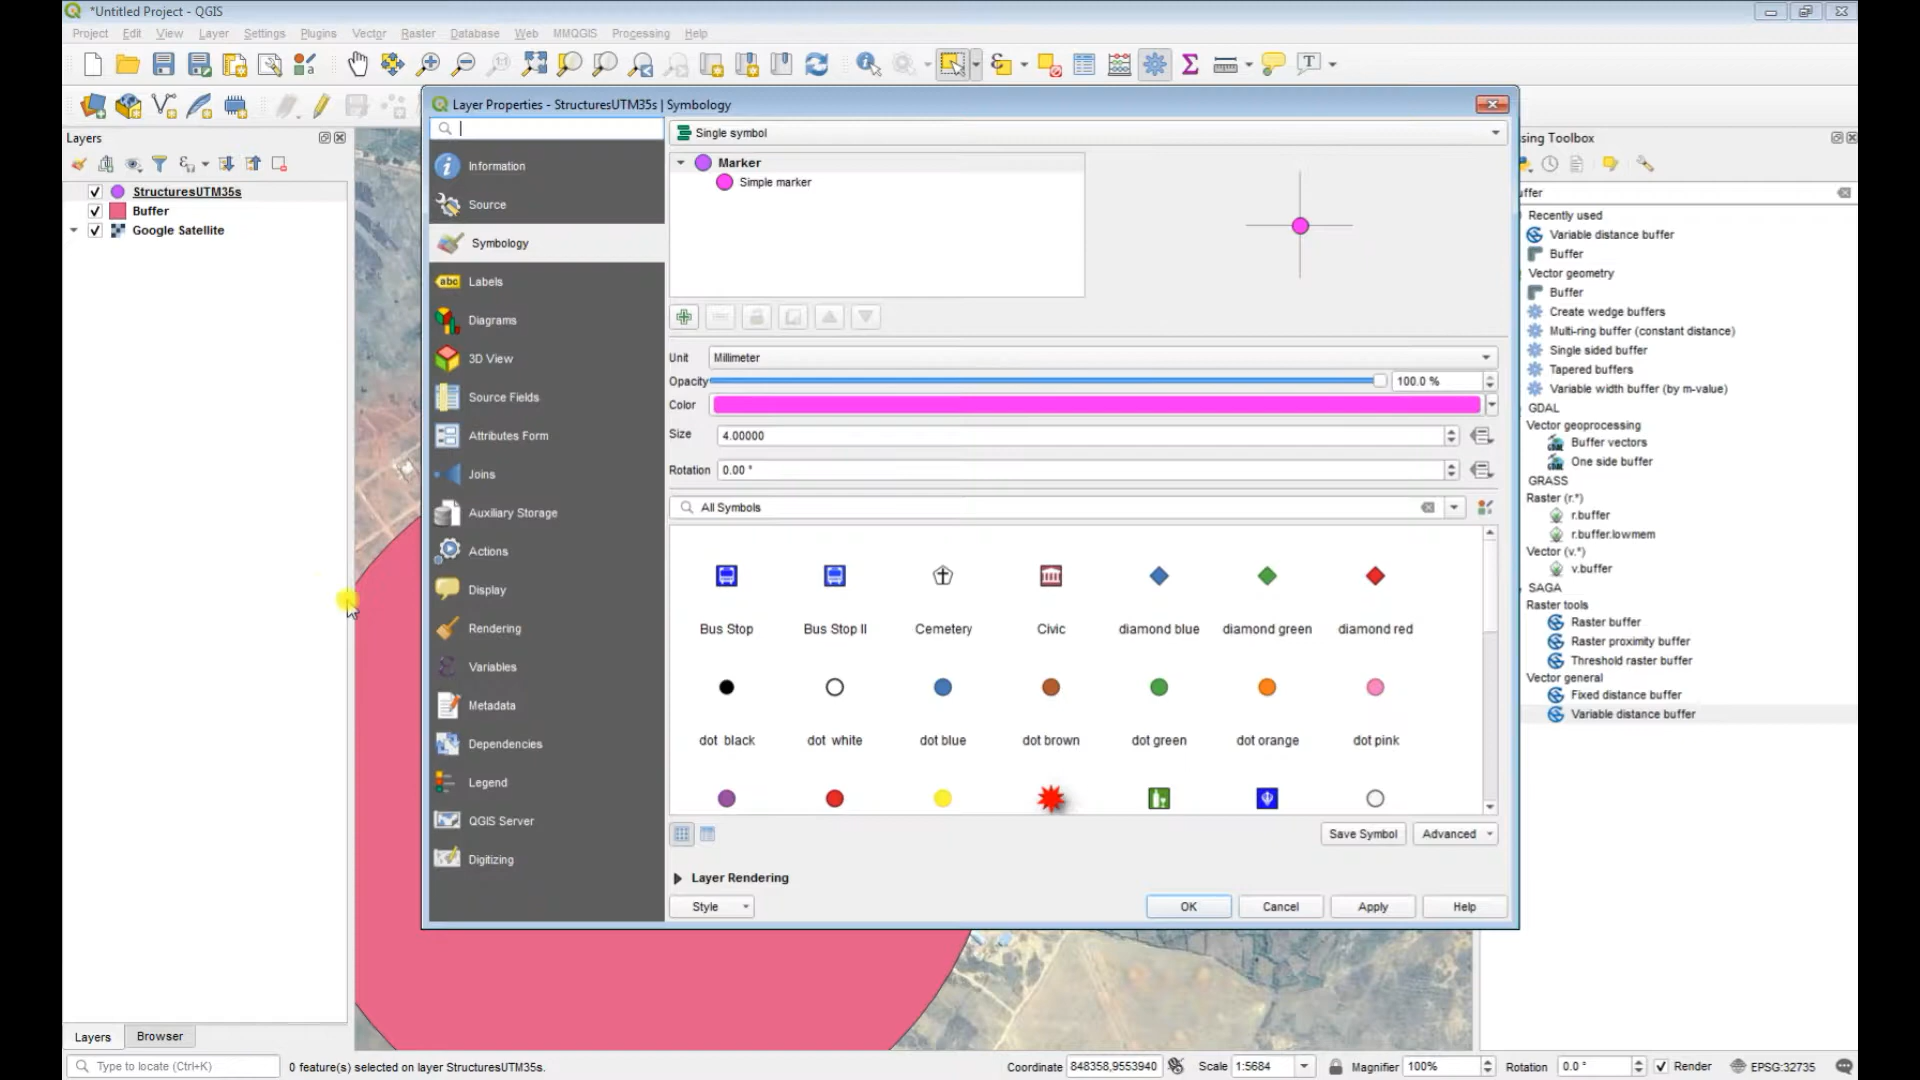 *Untitled Project - QGIS
Project Edit View Layer Settings Plugins Vector Raster Database Web MMQGIS Processing Help
Layers
StructuresUTM35s
Buffer
Google Satellite
Layer Properties - StructuresUTM35s | Symbology
Information
Source
Symbology
Labels
Diagrams
3D View
Source Fields
Attributes Form
Joins
Auxiliary Storage
Actions
Display
Rendering
Variables
Metadata
Dependencies
Legend
QGIS Server
Digitizing
Single symbol
Marker
Simple marker
Unit Millimeter
Opacity 100.0 %
Color
Size 4.00000
Rotation 0.00 °
All Symbols
Bus Stop Bus Stop II Cemetery Civic diamond blue diamond green diamond red
dot black dot white dot blue dot brown dot green dot orange dot pink
Save Symbol Advanced
Layer Rendering
Style OK Cancel Apply Help
sing Toolbox
uffer
Recently used
Variable distance buffer
Buffer
Vector geometry
Buffer
Create wedge buffers
Multi-ring buffer (constant distance)
Single sided buffer
Tapered buffers
Variable width buffer (by m-value)
GDAL
Vector geoprocessing
Buffer vectors
One side buffer
GRASS
Raster (r.*)
r.buffer
r.buffer.lowmem
Vector (v.*)
v.buffer
SAGA
Raster tools
Raster buffer
Raster proximity buffer
Threshold raster buffer
Vector general
Fixed distance buffer
Variable distance buffer
Layers Browser
Type to locate (Ctrl+K) 0 feature(s) selected on layer StructuresUTM35s. Coordinate 848358,9553940 Scale 1:5684 Magnifier 100% Rotation 0.0 ° Render EPSG:32735